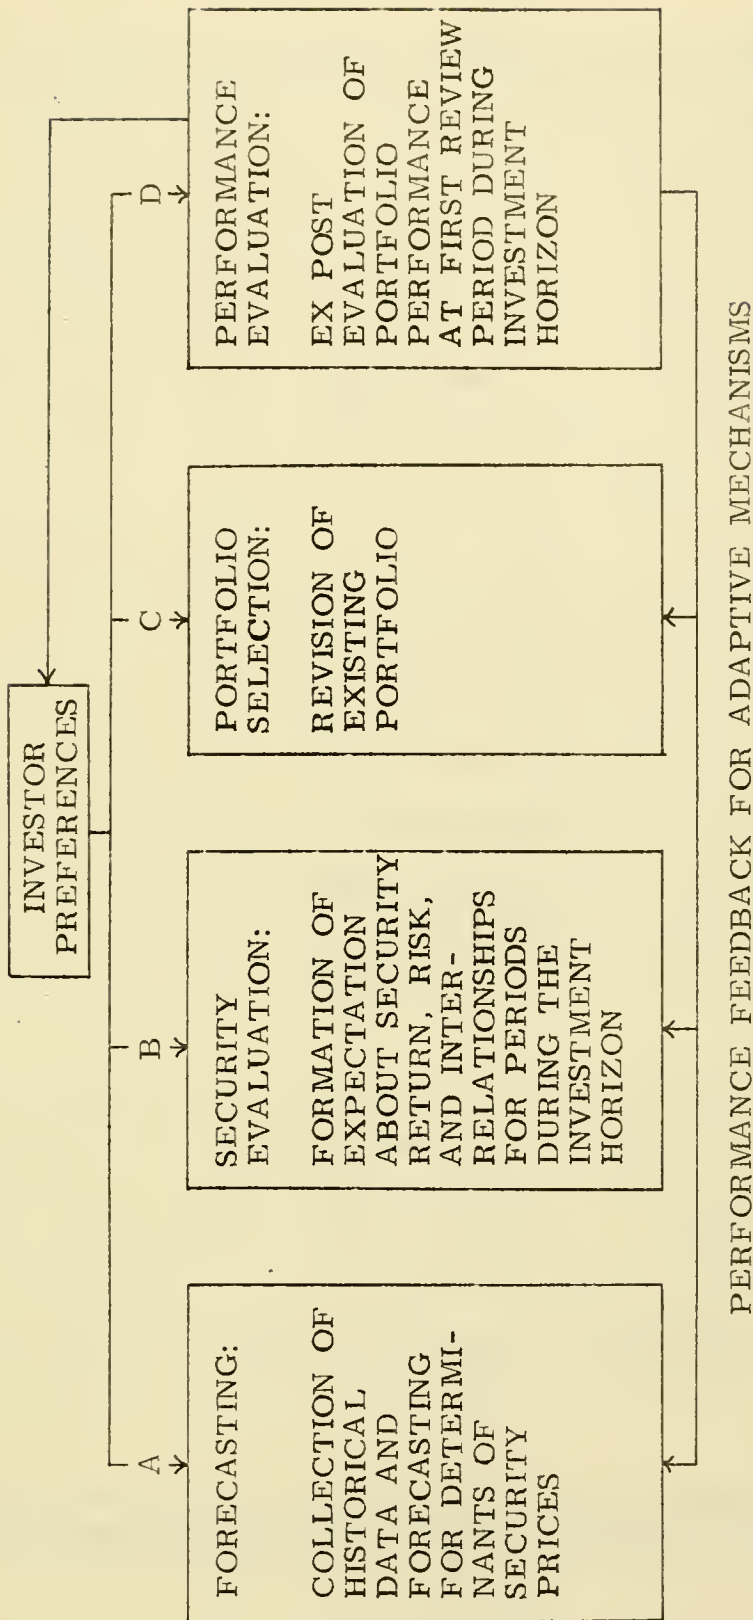 INVESTOR
PREFERENCES
A
B
C
D
FORECASTING:
COLLECTION OF
HISTORICAL
DATA AND
FORECASTING
FOR DETERMI-
NANTS OF
SECURITY
PRICES
SECURITY
EVALUATION:
FORMATION OF
EXPECTATION
ABOUT SECURITY
RETURN, RISK,
AND INTER-
RELATIONSHIPS
FOR PERIODS
DURING THE
INVESTMENT
HORIZON
PORTFOLIO
SELECTION:
REVISION OF
EXISTING
PORTFOLIO
PERFORMANCE
EVALUATION:
EX POST
EVALUATION OF
PORTFOLIO
PERFORMANCE
AT FIRST REVIEW
PERIOD DURING
INVESTMENT
HORIZON
PERFORMANCE FEEDBACK FOR ADAPTIVE MECHANISMS